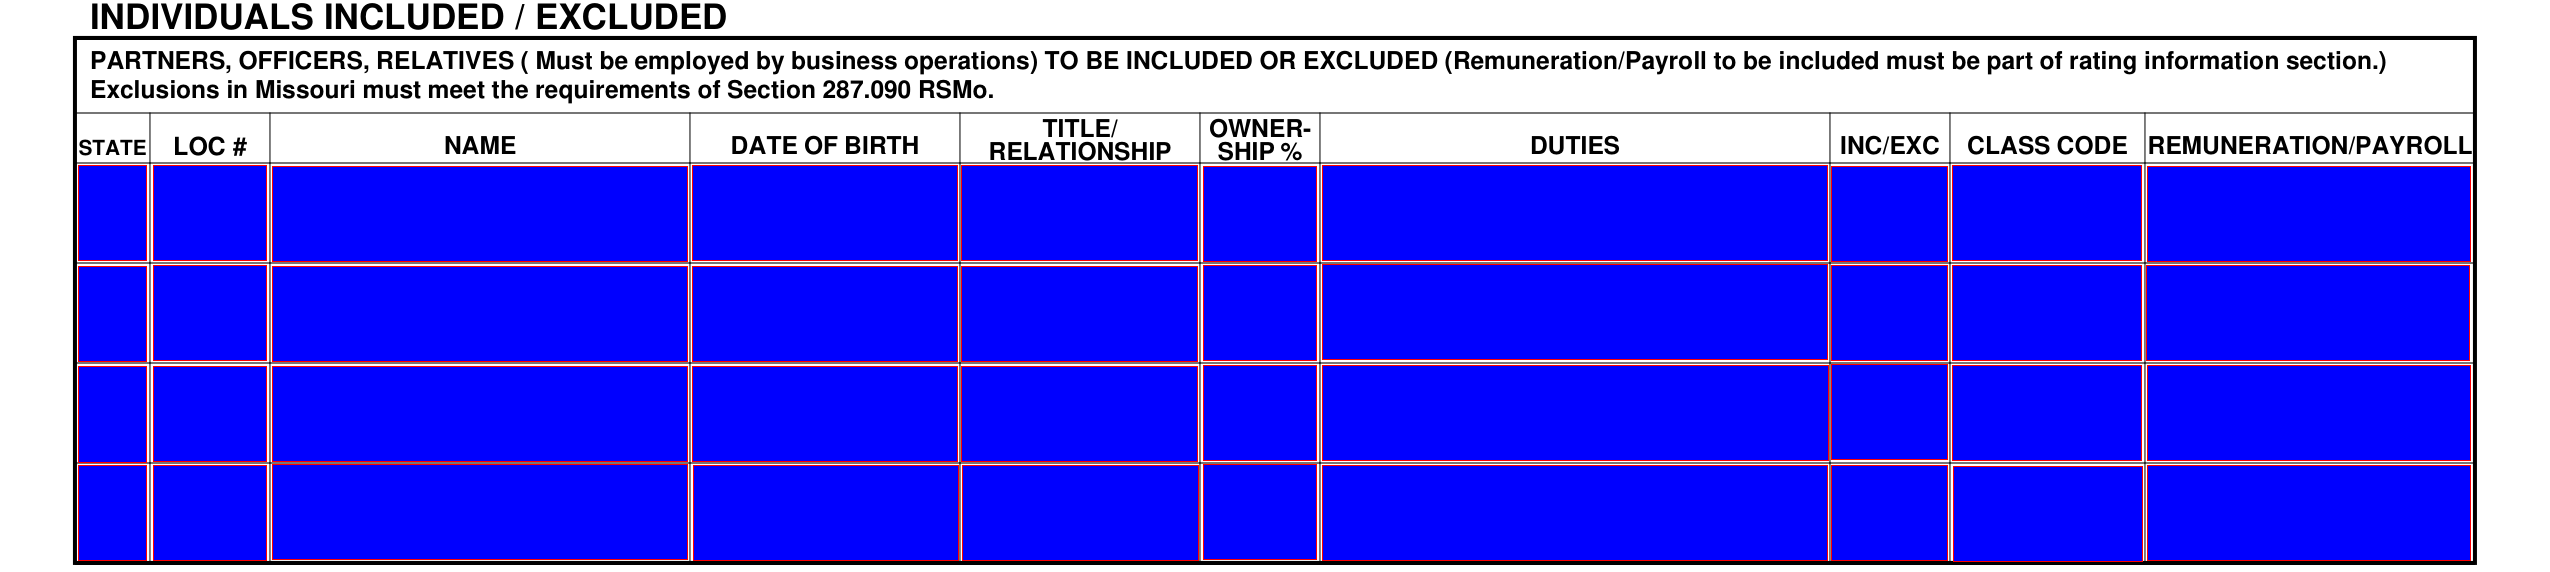 INDIVIDUALS INCLUDED / EXCLUDED
PARTNERS, OFFICERS, RELATIVES ( Must be employed by business operations) TO BE INCLUDED OR EXCLUDED (Remuneration/Payroll to be included must be part of rating information section.)
Exclusions in Missouri must meet the requirements of Section 287.090 RSMo.
STATE LOC # NAME DATE OF BIRTH TITLE/ RELATIONSHIP OWNER- SHIP % DUTIES INC/EXC CLASS CODE REMUNERATION/PAYROLL